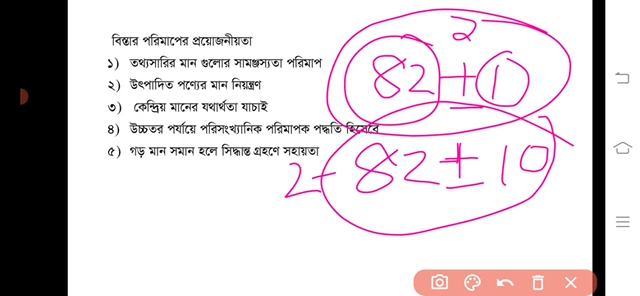 বিস্তার পরিমাপের প্রয়োজনীয়তা
১) তথ্যসারির মান গুলোর সামঞ্জস্যতা পরিমাপ
২) উৎপাদিত পণ্যের মান নিয়ন্ত্রণ
৩) কেন্দ্রিয় মানের যথার্থতা যাচাই
৪) উচ্চতর পর্যায়ে পরিসংখ্যানিক পরিমাপক পদ্ধতি হিসেবে
৫) গড় মান সমান হলে সিদ্ধান্ত গ্রহণে সহায়তা
2
82 ± 1
82 ± 10
2